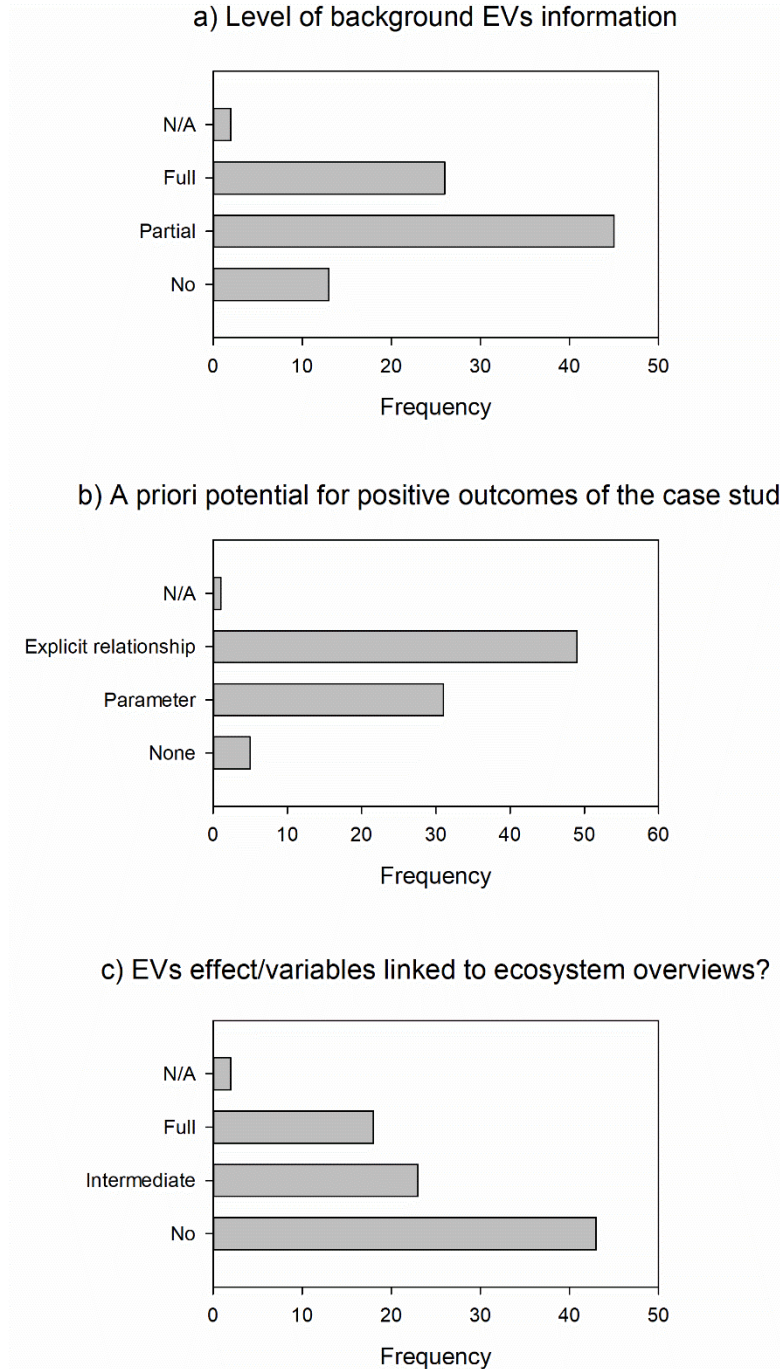 a) Level of background EVs information
N/A
Full
Partial
No
0 10 20 30 40 50
Frequency
b) A priori potential for positive outcomes of the case stud
N/A
Explicit relationship
Parameter
None
0 10 20 30 40 50 60
Frequency
c) EVs effect/variables linked to ecosystem overviews?
N/A
Full
Intermediate
No
0 10 20 30 40 50
Frequency